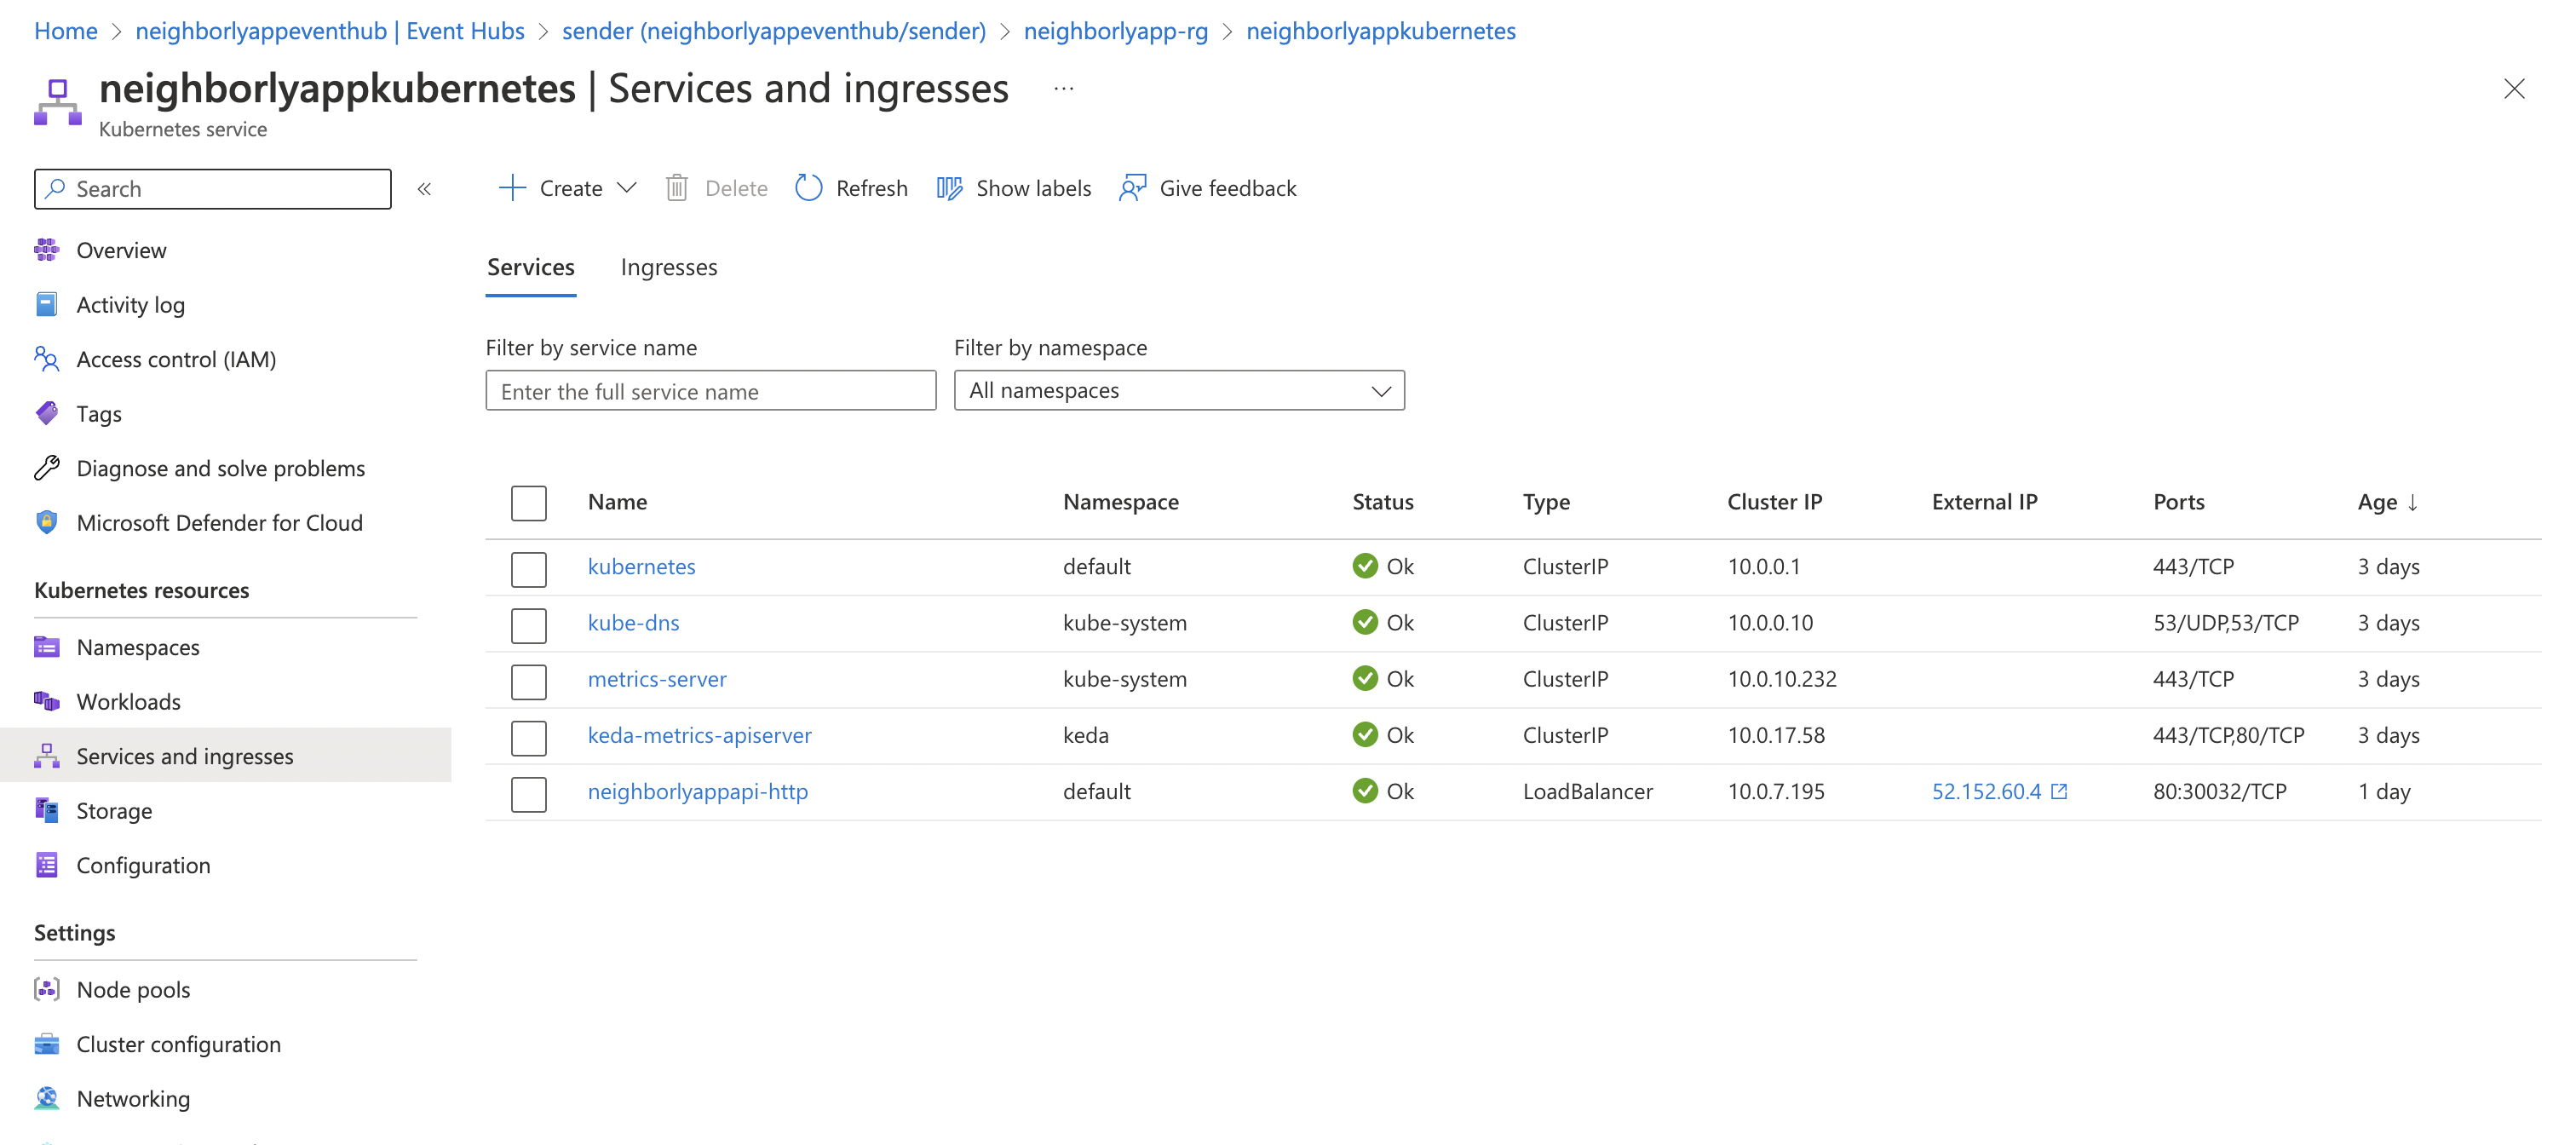 Home > neighborlyappeventhub | Event Hubs > sender (neighborlyappeventhub/sender) > neighborlyapp-rg > neighborlyappkubernetes
neighborlyappkubernetes | Services and ingresses ...
Kubernetes service
Search «
Create Delete Refresh Show labels Give feedback
Overview
Activity log
Access control (IAM)
Tags
Diagnose and solve problems
Microsoft Defender for Cloud
Kubernetes resources
Namespaces
Workloads
Services and ingresses
Storage
Configuration
Settings
Node pools
Cluster configuration
Networking
Services Ingresses
Filter by service name Filter by namespace
Enter the full service name All namespaces
Name Namespace Status Type Cluster IP External IP Ports Age ↓
kubernetes default Ok ClusterIP 10.0.0.1 443/TCP 3 days
kube-dns kube-system Ok ClusterIP 10.0.0.10 53/UDP,53/TCP 3 days
metrics-server kube-system Ok ClusterIP 10.0.10.232 443/TCP 3 days
keda-metrics-apiserver keda Ok ClusterIP 10.0.17.58 443/TCP,80/TCP 3 days
neighborlyappapi-http default Ok LoadBalancer 10.0.7.195 52.152.60.4 80:30032/TCP 1 day